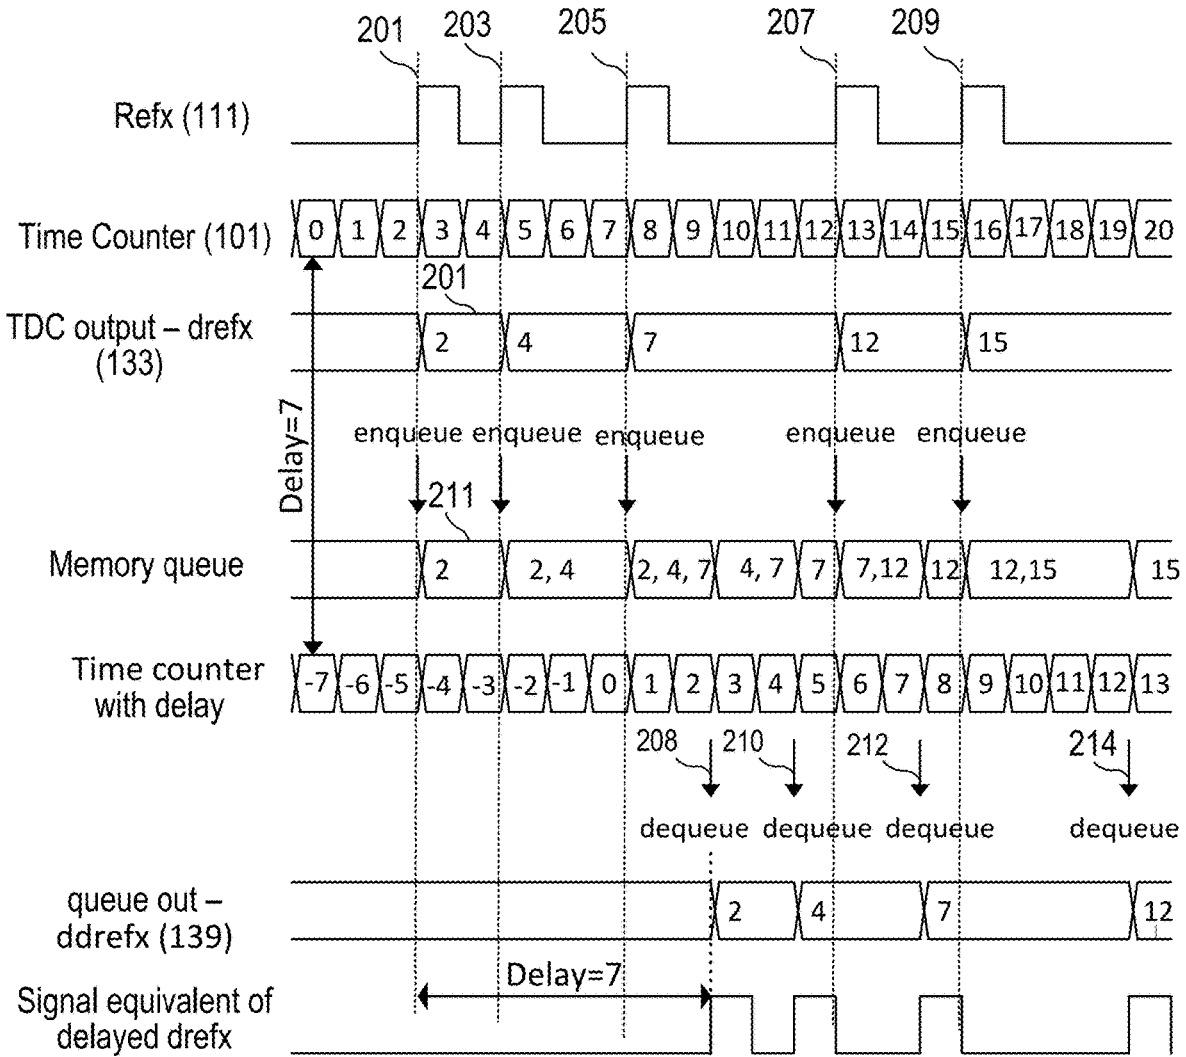 201 203 205 207 209
Refx (111)
Time Counter (101) 0 1 2 3 4 5 6 7 8 9 10 11 12 13 14 15 16 17 18 19 20
201
TDC output – drefx
(133)
2 4 7 12 15
Delay=7
enqueue enqueue enqueue enqueue enqueue
211
Memory queue 2 2, 4 2, 4, 7 4, 7 7 7,12 12 12,15 15
Time counter
with delay
-7 -6 -5 -4 -3 -2 -1 0 1 2 3 4 5 6 7 8 9 10 11 12 13
208 210 212 214
dequeue dequeue dequeue dequeue
queue out –
ddrefx (139)
2 4 7 12
Delay=7
Signal equivalent of
delayed drefx